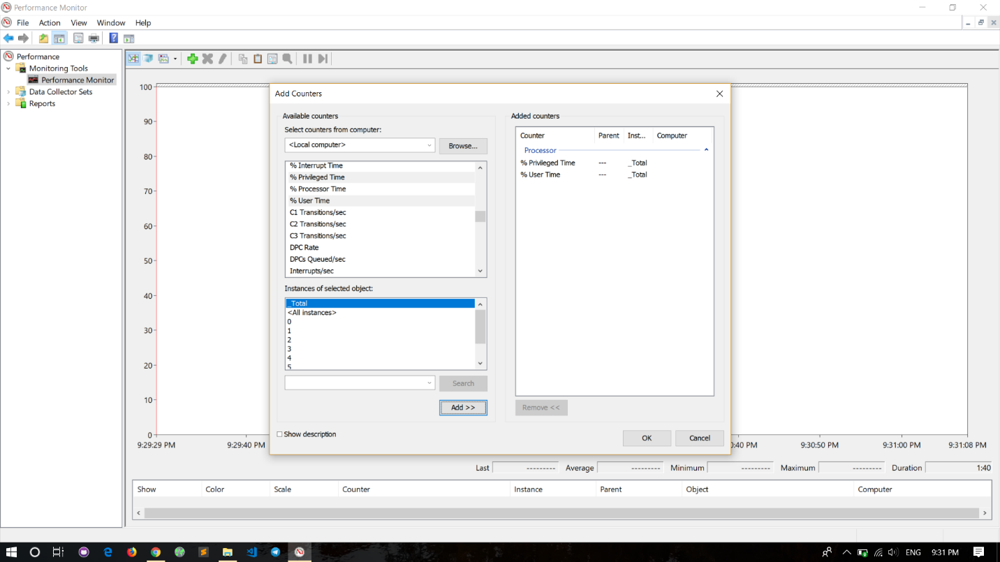 Performance Monitor
File Action View Window Help
Performance
Monitoring Tools
Performance Monitor
Data Collector Sets
Reports
100
90
80
70
60
50
40
30
20
10
0
9:29:29 PM 9:29:40 PM :40 PM 9:30:50 PM 9:31:00 PM 9:31:08 PM
Add Counters
Available counters
Select counters from computer:
<Local computer>
Browse...
% Interrupt Time
% Privileged Time
% Processor Time
% User Time
C1 Transitions/sec
C2 Transitions/sec
C3 Transitions/sec
DPC Rate
DPCs Queued/sec
Interrupts/sec
Instances of selected object:
_Total
<All instances>
0
1
2
3
4
5
Search
Add >>
Show description
Added counters
Counter Parent Inst... Computer
Processor
% Privileged Time --- _Total
% User Time --- _Total
Remove <<
OK Cancel
Last --------- Average --------- Minimum --------- Maximum --------- Duration 1:40
Show Color Scale Counter Instance Parent Object Computer
ENG 9:31 PM